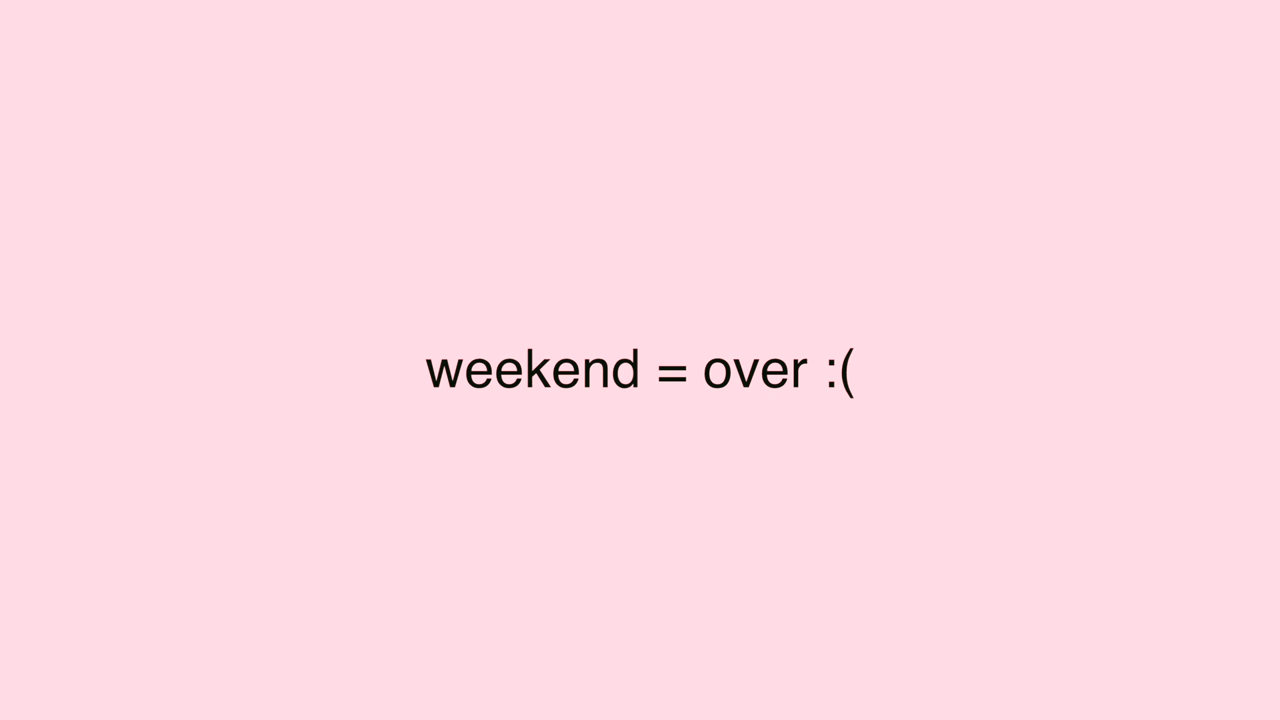 weekend = over :(